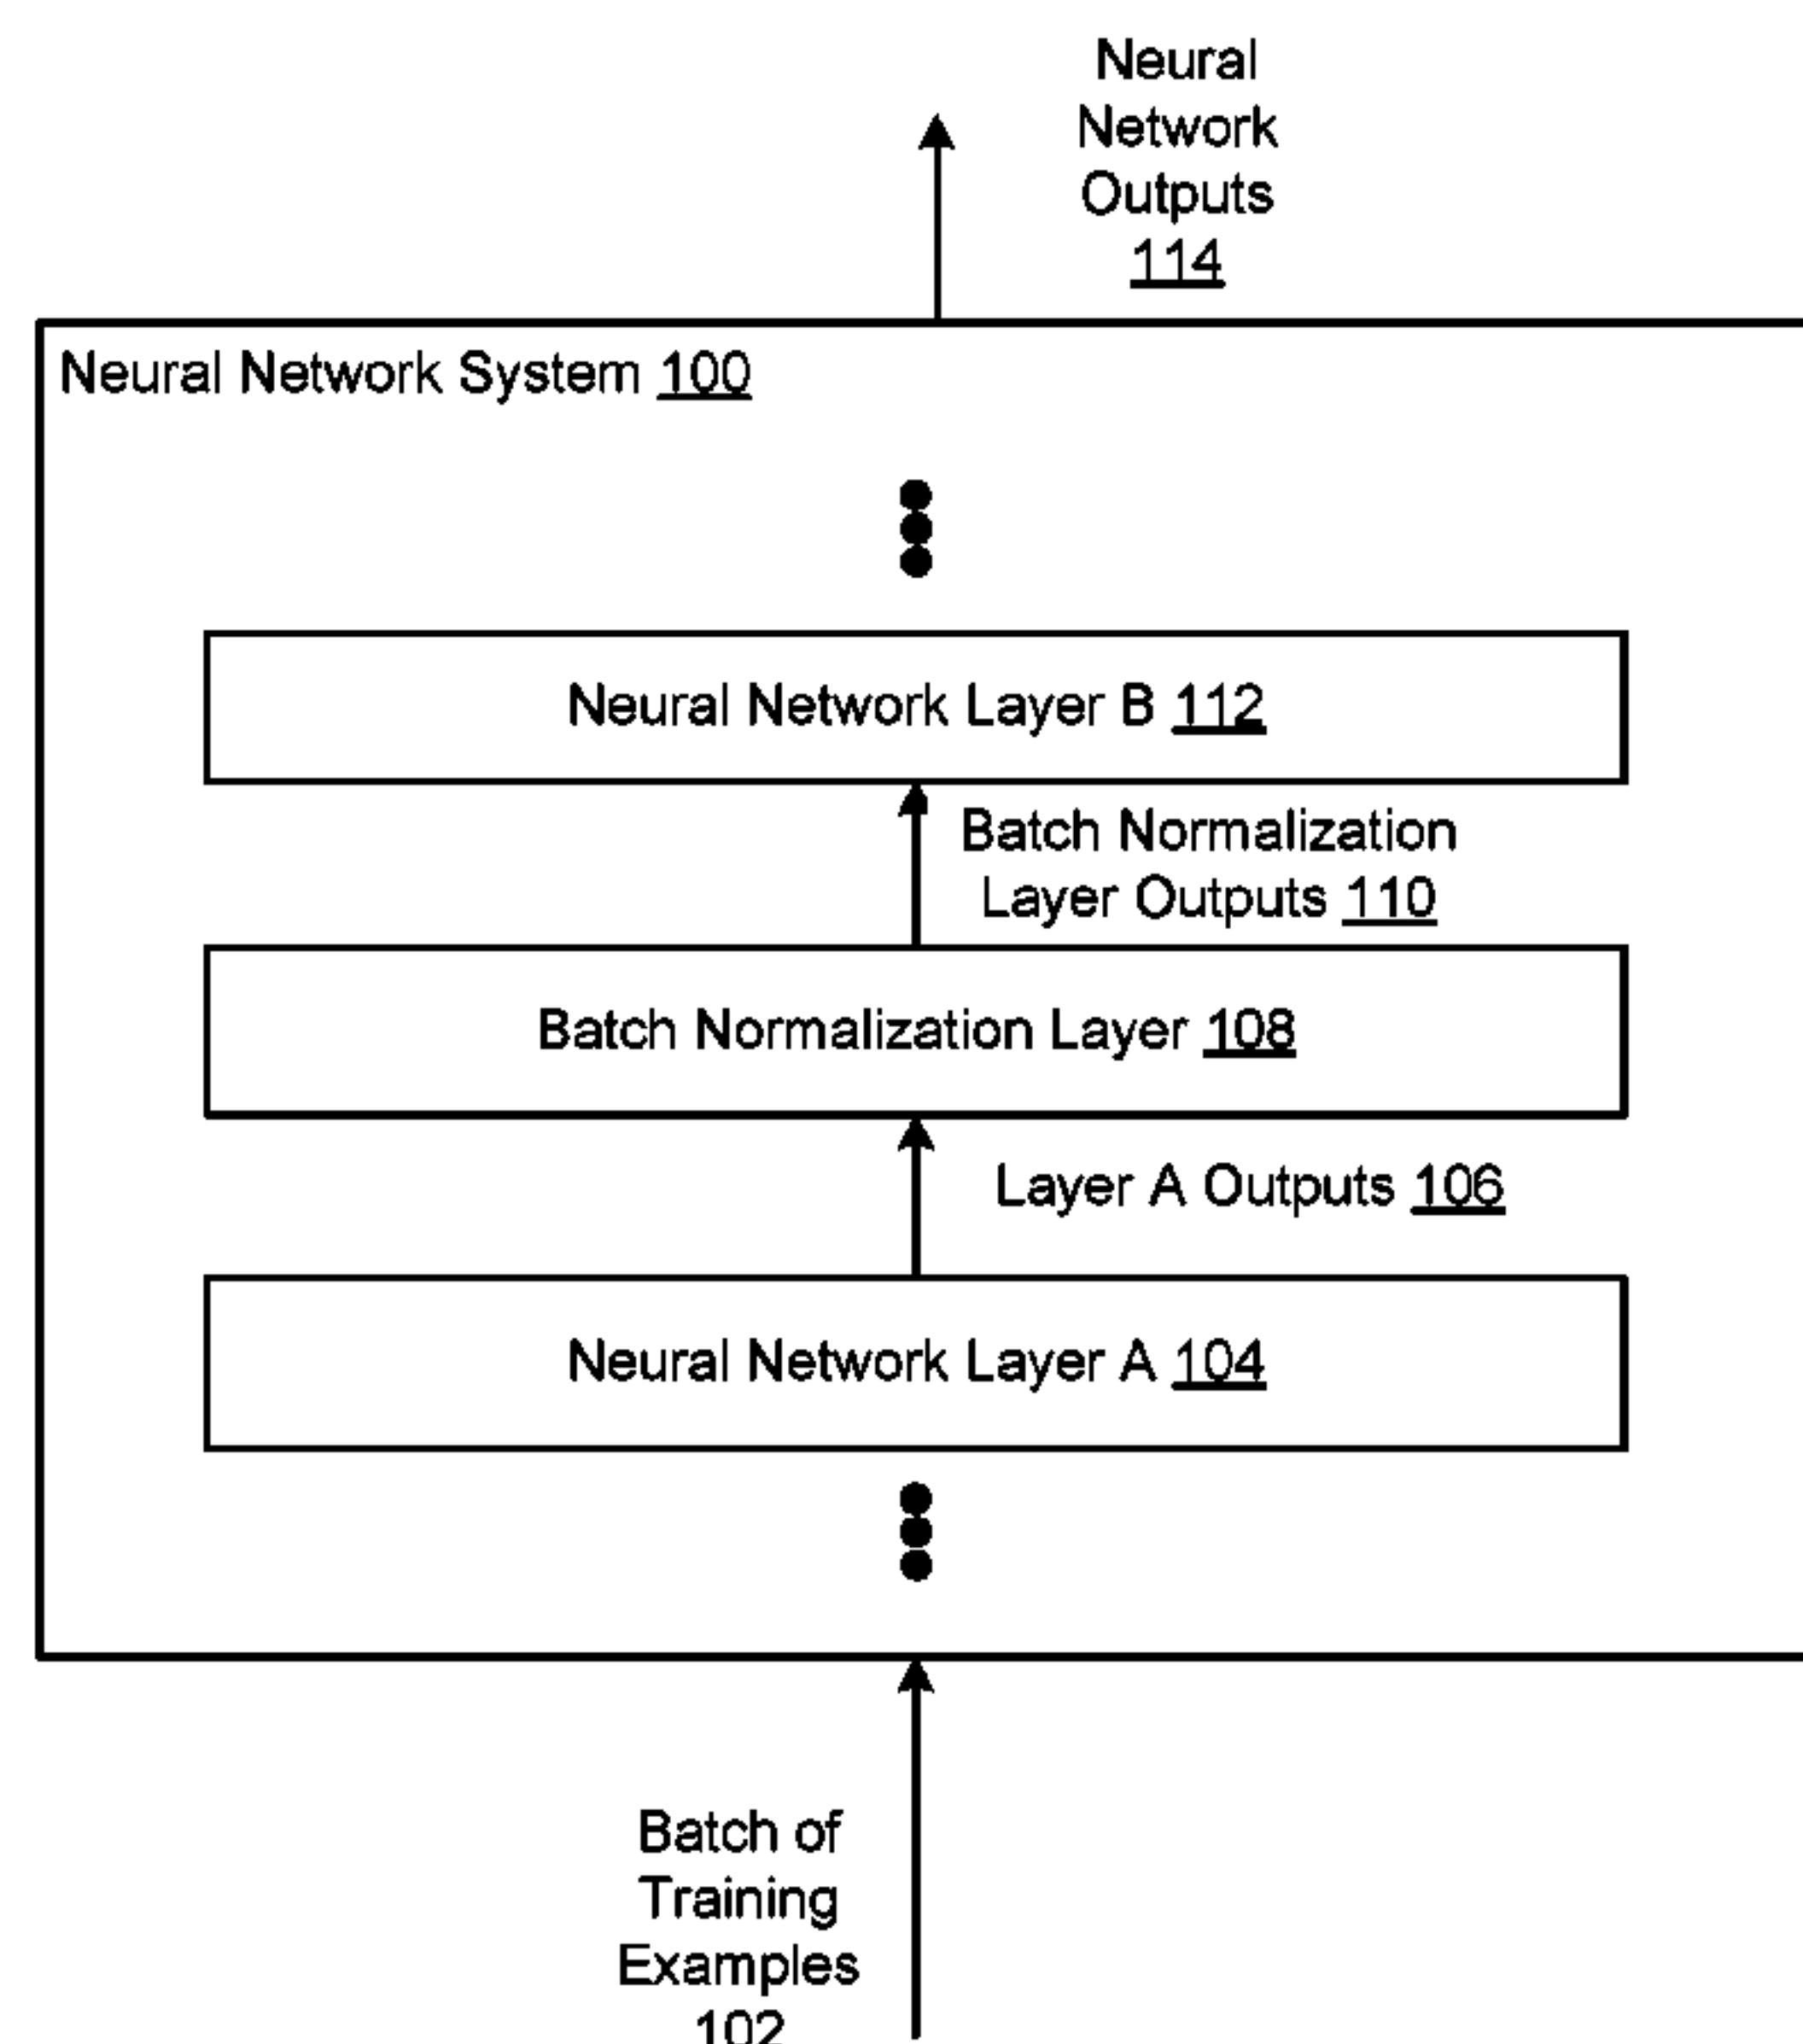 Neural
Network
Outputs
114
Neural Network System 100
Neural Network Layer B 112
Batch Normalization
Layer Outputs 110
Batch Normalization Layer 108
Layer A Outputs 106
Neural Network Layer A 104
Batch of
Training
Examples
102